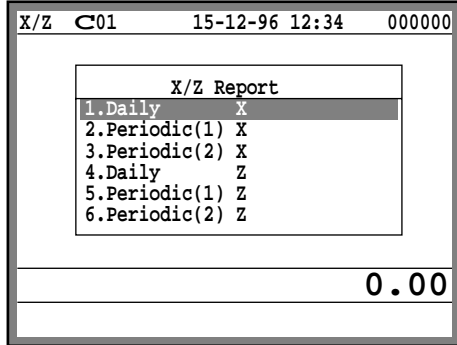 X/Z C01 15-12-96 12:34 000000
X/Z Report
1.Daily X
2.Periodic(1) X
3.Periodic(2) X
4.Daily Z
5.Periodic(1) Z
6.Periodic(2) Z
0.00